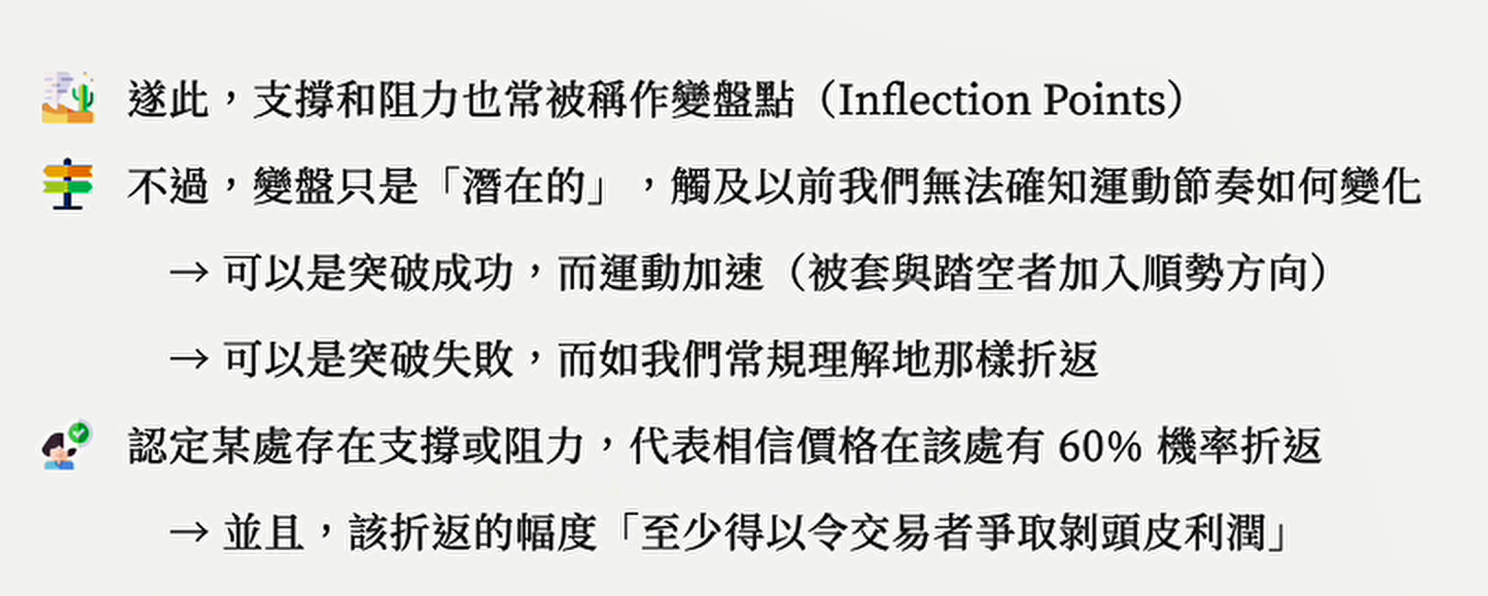 遂此，支撐和阻力也常被稱作變盤點（Inflection Points）
不過，變盤只是「潛在的」，觸及以前我們無法確知運動節奏如何變化
→ 可以是突破成功，而運動加速（被套與踏空者加入順勢方向）
→ 可以是突破失敗，而如我們常規理解地那樣折返
認定某處存在支撐或阻力，代表相信價格在該處有 60% 機率折返
→ 並且，該折返的幅度「至少得以令交易者爭取剝頭皮利潤」